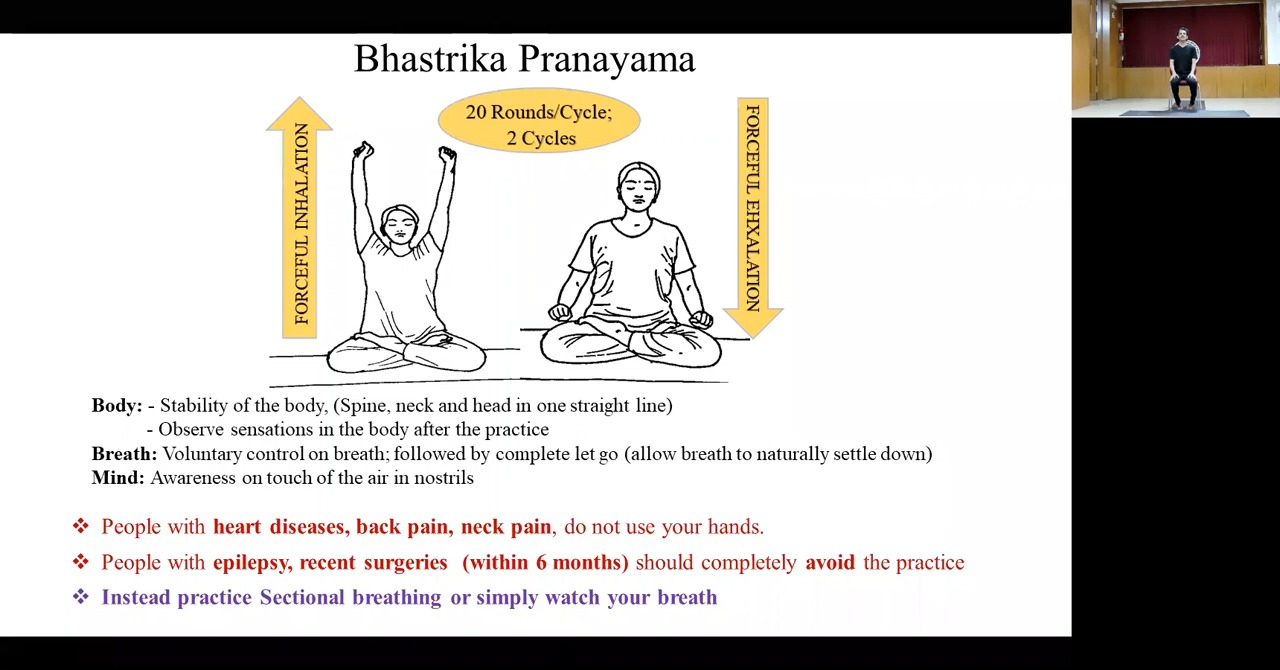 Bhastrika Pranayama
20 Rounds/Cycle;
2 Cycles
FORCEFUL INHALATION
FORCEFUL EHXALATION
Body: - Stability of the body, (Spine, neck and head in one straight line)
- Observe sensations in the body after the practice
Breath: Voluntary control on breath; followed by complete let go (allow breath to naturally settle down)
Mind: Awareness on touch of the air in nostrils
❖ People with heart diseases, back pain, neck pain, do not use your hands.
❖ People with epilepsy, recent surgeries (within 6 months) should completely avoid the practice
❖ Instead practice Sectional breathing or simply watch your breath